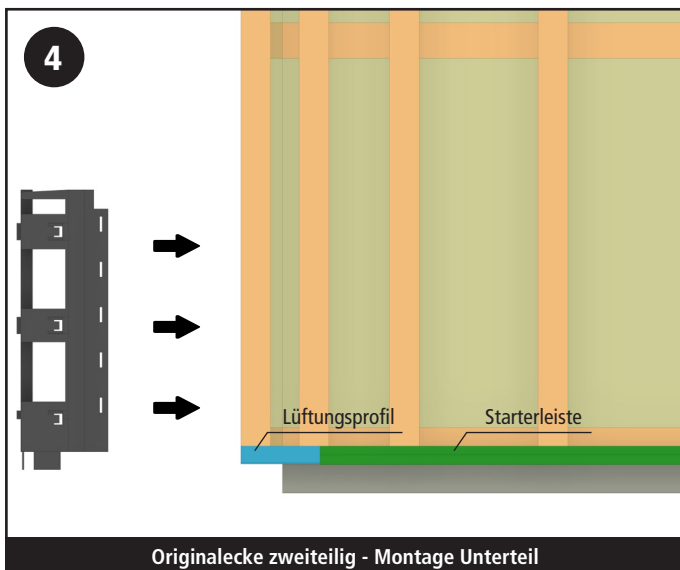 4
Lüftungsprofil
Starterleiste
Originalecke zweiteilig - Montage Unterteil